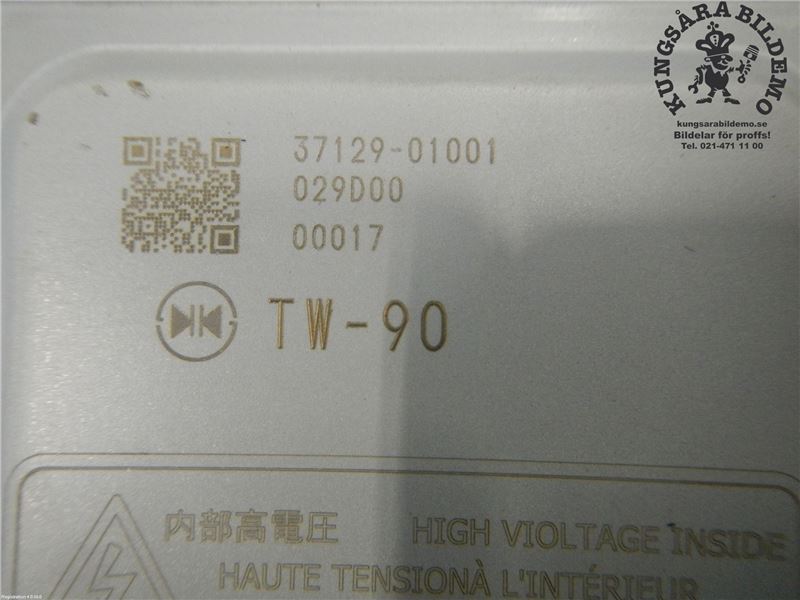 KUNGSÅRA BILDEMO
kungsarabildemo.se
Bildelar för proffs!
Tel. 021-471 11 00
37129-01001
029D00
00017
TW-90
内部高電圧 HIGH VIOLTAGE INSIDE
HAUTE TENSIONÀ L'INTÉRIEUR